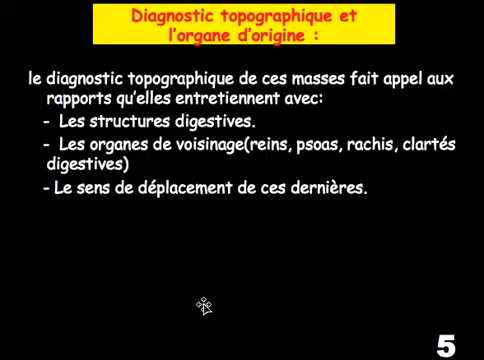 Diagnostic topographique et
l'organe d'origine :
le diagnostic topographique de ces masses fait appel aux
rapports qu'elles entretiennent avec:
- Les structures digestives.
- Les organes de voisinage(reins, psoas, rachis, clartés
digestives)
- Le sens de déplacement de ces dernières.
5